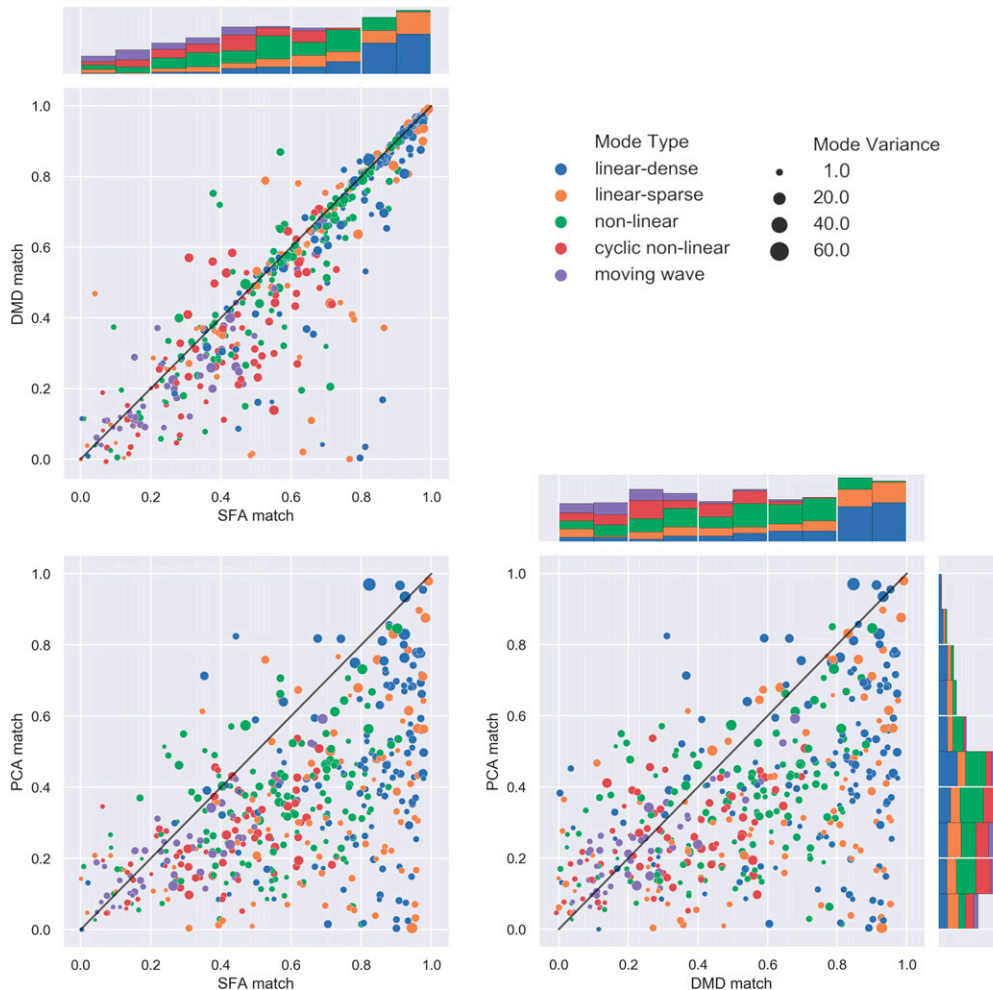 1.0
0.8
0.6
0.4
0.2
0.0
DMD match
0.0 0.2 0.4 0.6 0.8 1.0
SFA match
Mode Type
linear-dense
linear-sparse
non-linear
cyclic non-linear
moving wave
Mode Variance
1.0
20.0
40.0
60.0
1.0
0.8
0.6
0.4
0.2
0.0
PCA match
0.0 0.2 0.4 0.6 0.8 1.0
SFA match
1.0
0.8
0.6
0.4
0.2
0.0
PCA match
0.0 0.2 0.4 0.6 0.8 1.0
DMD match